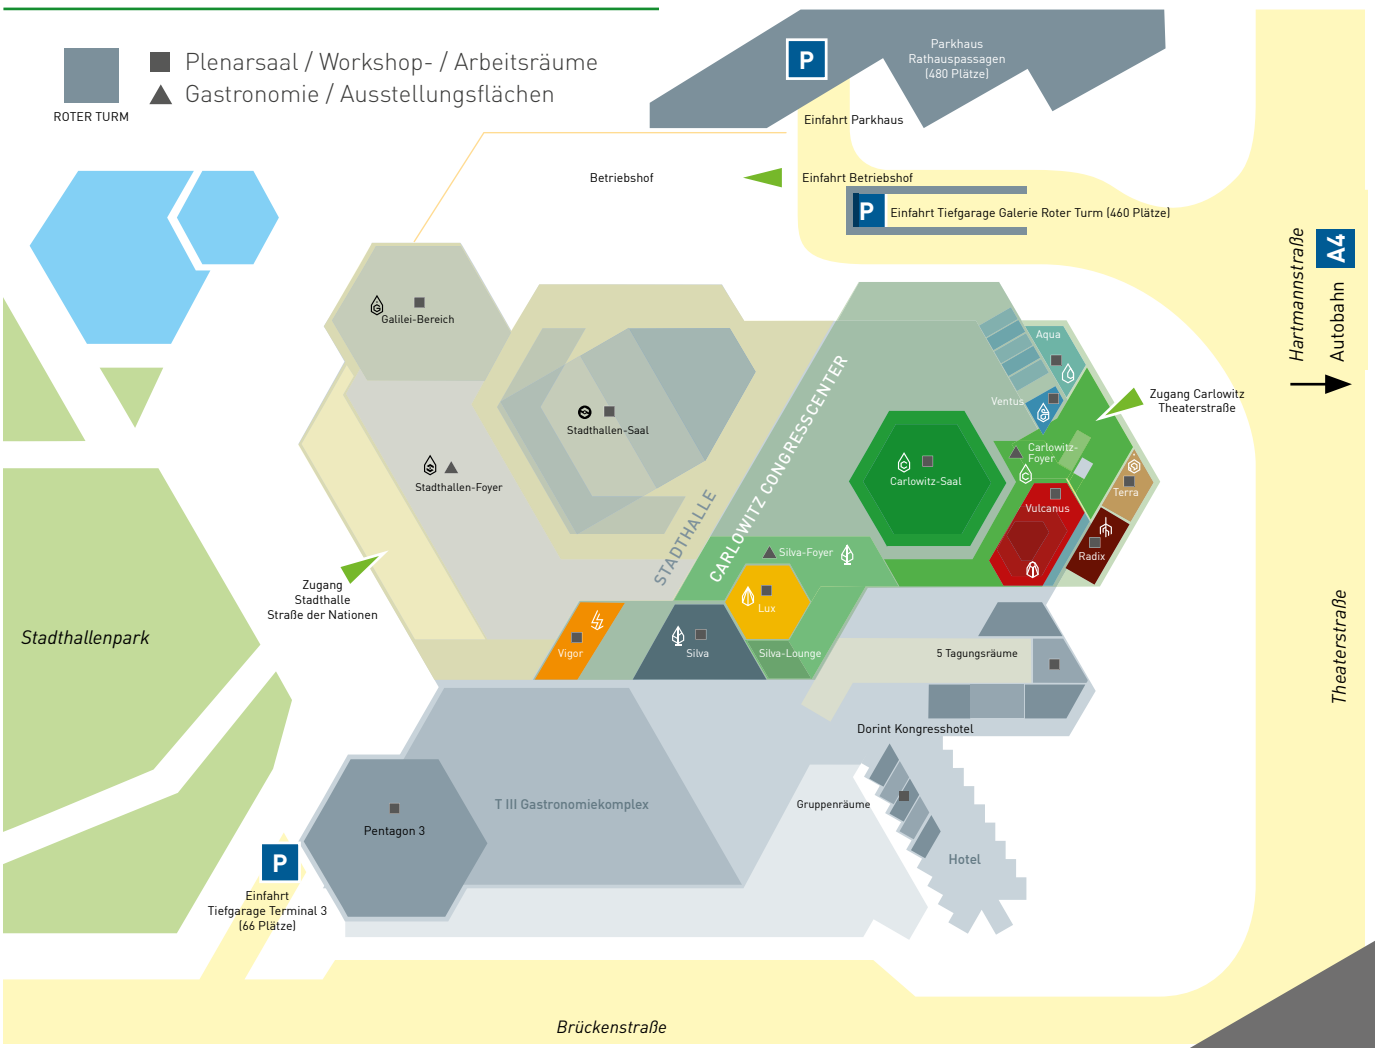 Plenarsaal / Workshop- / Arbeitsräume
Gastronomie / Ausstellungsflächen
ROTER TURM
P
Parkhaus
Rathauspassagen
(480 Plätze)
Einfahrt Parkhaus
Betriebshof
Einfahrt Betriebshof
P
Einfahrt Tiefgarage Galerie Roter Turm (460 Plätze)
Hartmannstraße
Autobahn
A4
Galilei-Bereich
Stadthallen-Saal
Stadthallen-Foyer
STADTHALLE
CARLOWITZ CONGRESSCENTER
Aqua
Ventus
Zugang Carlowitz
Theaterstraße
Carlowitz-
Foyer
Carlowitz-Saal
Terra
Vulcanus
Radix
Silva-Foyer
Lux
Zugang
Stadthalle
Straße der Nationen
Vigor
Silva
Silva-Lounge
5 Tagungsräume
Stadthallenpark
Theaterstraße
Dorint Kongresshotel
T III Gastronomiekomplex
Gruppenräume
Pentagon 3
Hotel
P
Einfahrt
Tiefgarage Terminal 3
(66 Plätze)
Brückenstraße